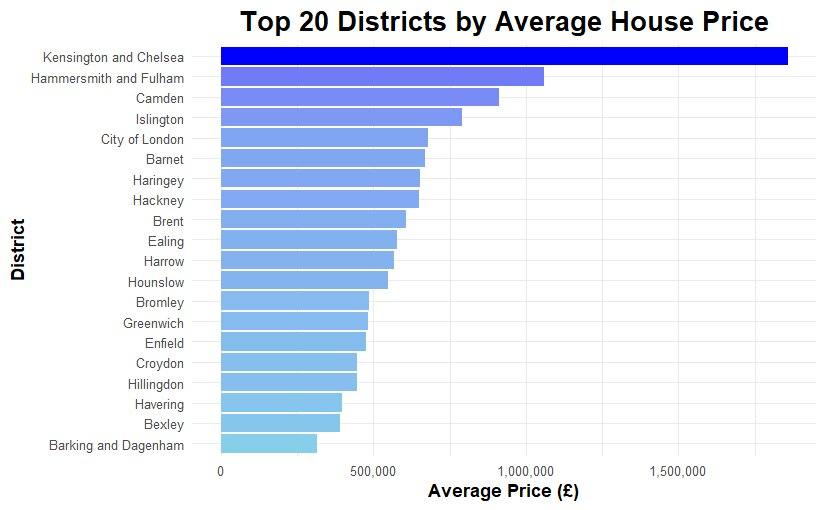 Top 20 Districts by Average House Price
Kensington and Chelsea
Hammersmith and Fulham
Camden
Islington
City of London
Barnet
Haringey
Hackney
Brent
Ealing
Harrow
Hounslow
Bromley
Greenwich
Enfield
Croydon
Hillingdon
Havering
Bexley
Barking and Dagenham
District
0
500,000
1,000,000
1,500,000
Average Price (£)